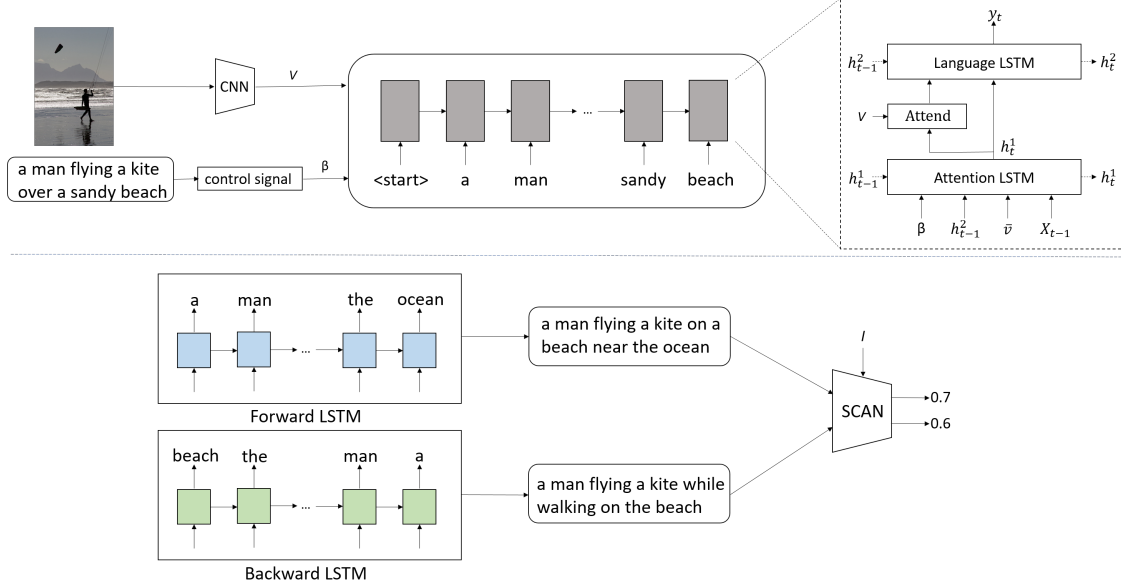 CNN
V
a man flying a kite
over a sandy beach
control signal
β
...
<start>
a
man
sandy
beach
y_t
h_{t-1}^2
Language LSTM
h_t^2
V
Attend
h_t^1
h_{t-1}^1
Attention LSTM
h_t^1
β
h_{t-1}^2
v̄
X_{t-1}
a
man
the
ocean
...
Forward LSTM
a man flying a kite on a
beach near the ocean
beach
the
man
a
...
Backward LSTM
a man flying a kite while
walking on the beach
I
SCAN
0.7
0.6